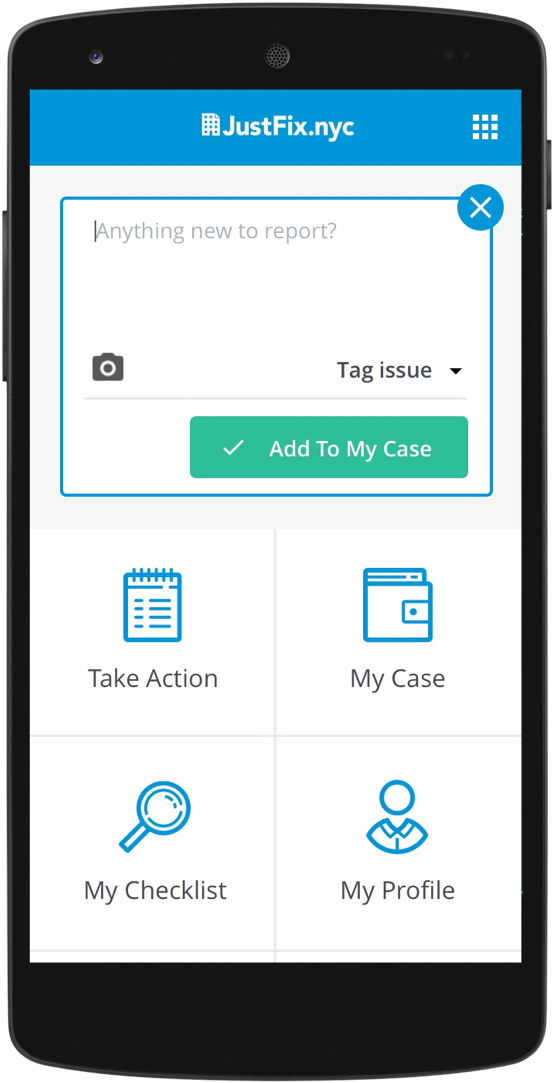 JustFix.nyc
Anything new to report?
Tag issue
Add To My Case
Take Action
My Case
My Checklist
My Profile